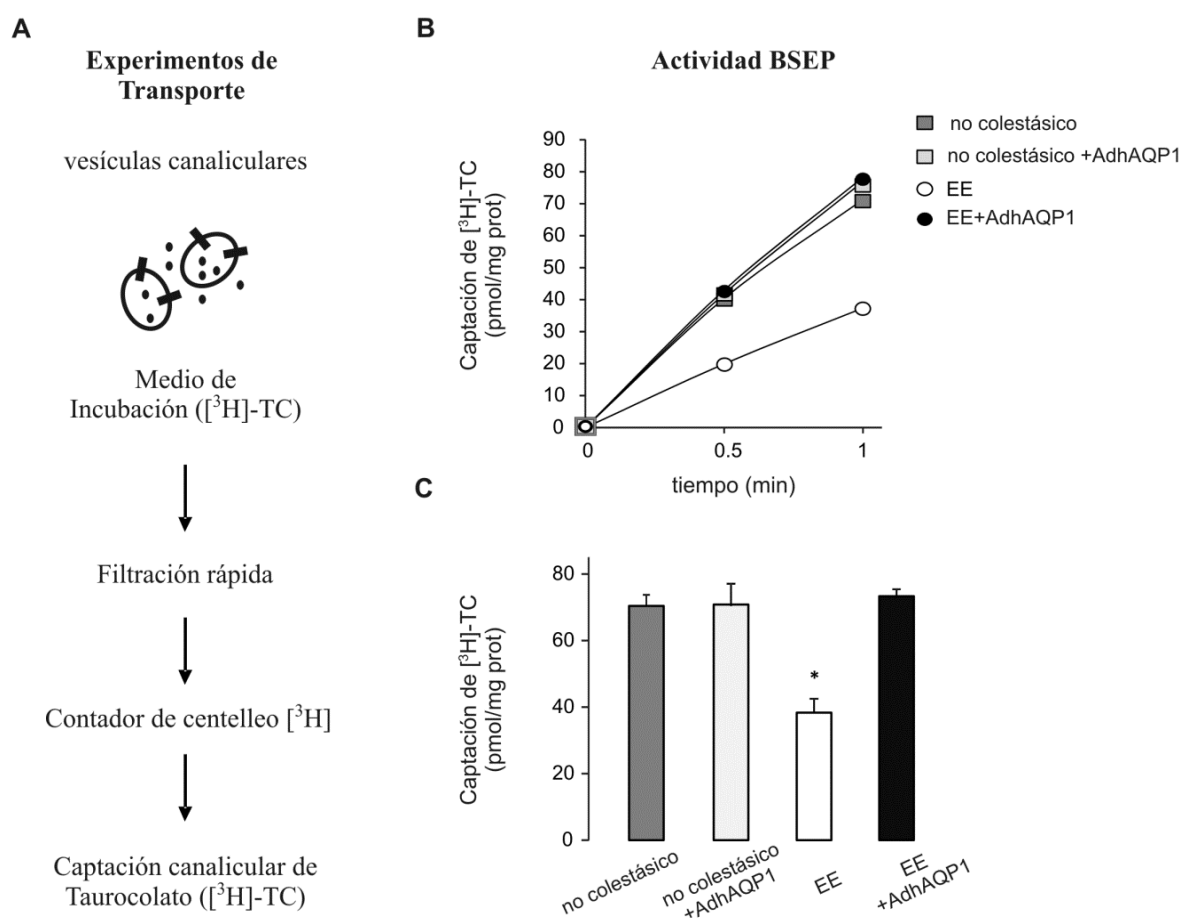 A
Experimentos de
Transporte
vesículas canaliculares
Medio de
Incubación ([³H]-TC)
Filtración rápida
Contador de centelleo [³H]
Captación canalicular de
Taurocolato ([³H]-TC)
B
Actividad BSEP
no colestásico
no colestásico +AdhAQP1
EE
EE+AdhAQP1
Captación de [³H]-TC
(pmol/mg prot)
90
80
70
60
50
40
30
20
10
0
0
0.5
1
tiempo (min)
C
Captación de [³H]-TC
(pmol/mg prot)
80
60
40
20
0
*
no colestásico
no colestásico
+AdhAQP1
EE
EE
+AdhAQP1